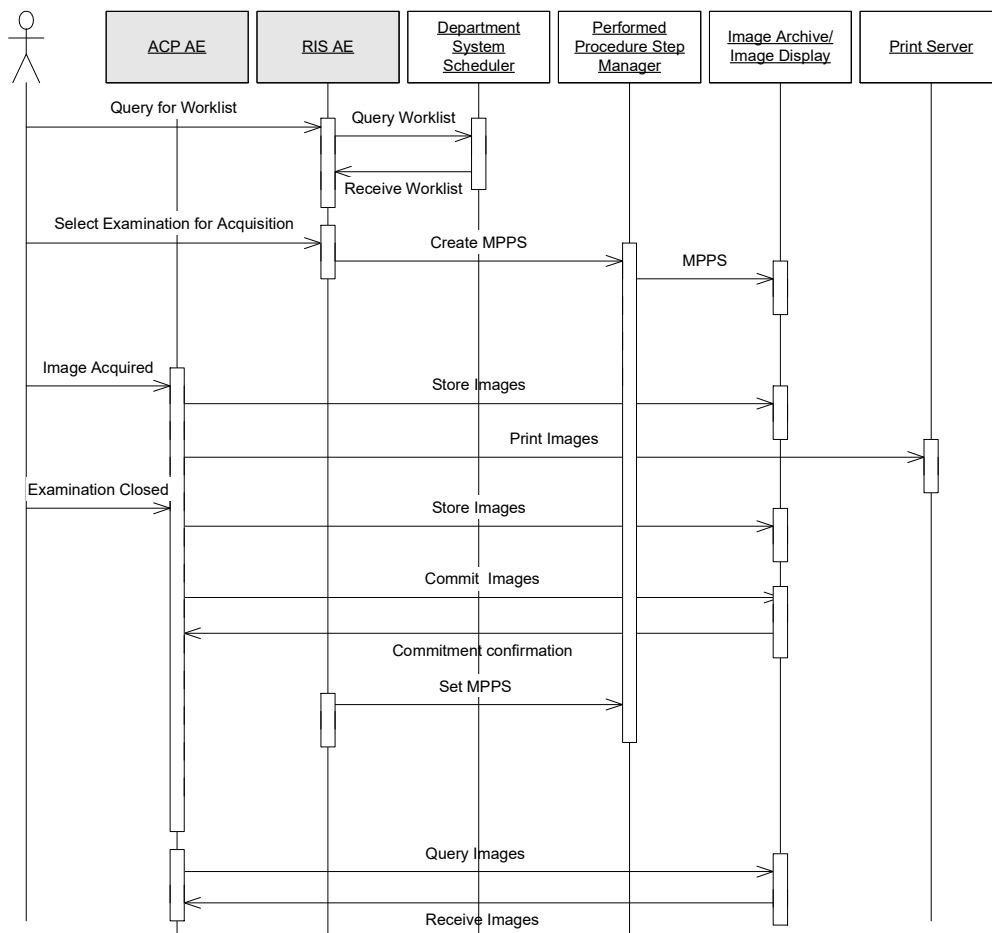 ACP AE
RIS AE
Department
System
Scheduler
Performed
Procedure Step
Manager
Image Archive/
Image Display
Print Server
Query for Worklist
Query Worklist
Receive Worklist
Select Examination for Acquisition
Create MPPS
MPPS
Image Acquired
Store Images
Print Images
Examination Closed
Store Images
Commit  Images
Commitment confirmation
Set MPPS
Query Images
Receive Images